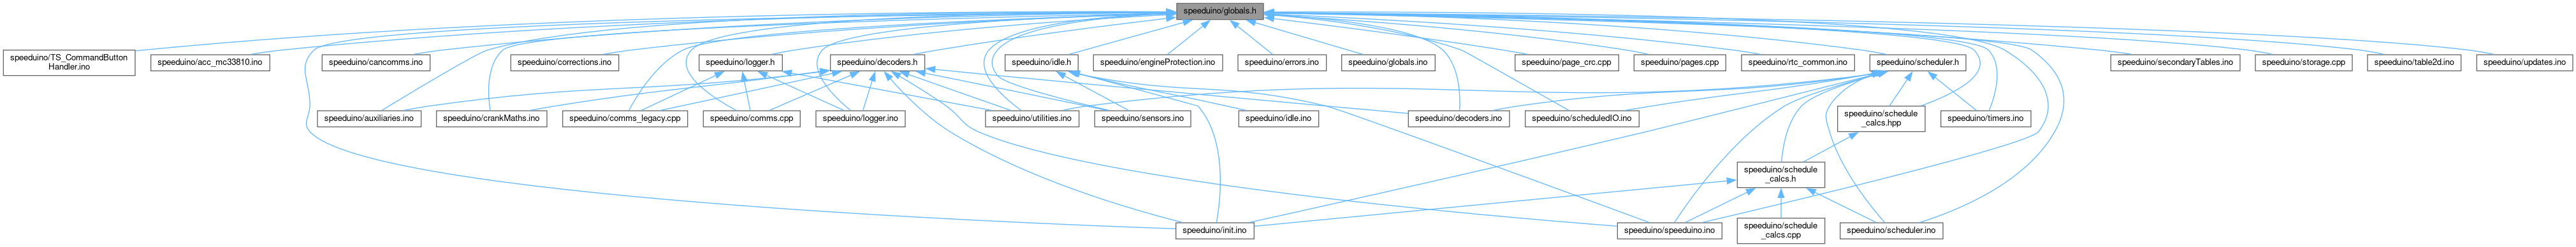 speeduino/globals.h
speeduino/TS_CommandButton
Handler.ino
speeduino/acc_mc33810.ino
speeduino/cancomms.ino
speeduino/corrections.ino
speeduino/logger.h
speeduino/decoders.h
speeduino/idle.h
speeduino/engineProtection.ino
speeduino/errors.ino
speeduino/globals.ino
speeduino/page_crc.cpp
speeduino/pages.cpp
speeduino/rtc_common.ino
speeduino/scheduler.h
speeduino/secondaryTables.ino
speeduino/storage.cpp
speeduino/table2d.ino
speeduino/updates.ino
speeduino/auxiliaries.ino
speeduino/crankMaths.ino
speeduino/comms_legacy.cpp
speeduino/comms.cpp
speeduino/logger.ino
speeduino/utilities.ino
speeduino/sensors.ino
speeduino/idle.ino
speeduino/decoders.ino
speeduino/scheduledIO.ino
speeduino/schedule
_calcs.hpp
speeduino/timers.ino
speeduino/schedule
_calcs.h
speeduino/init.ino
speeduino/speeduino.ino
speeduino/schedule
_calcs.cpp
speeduino/scheduler.ino